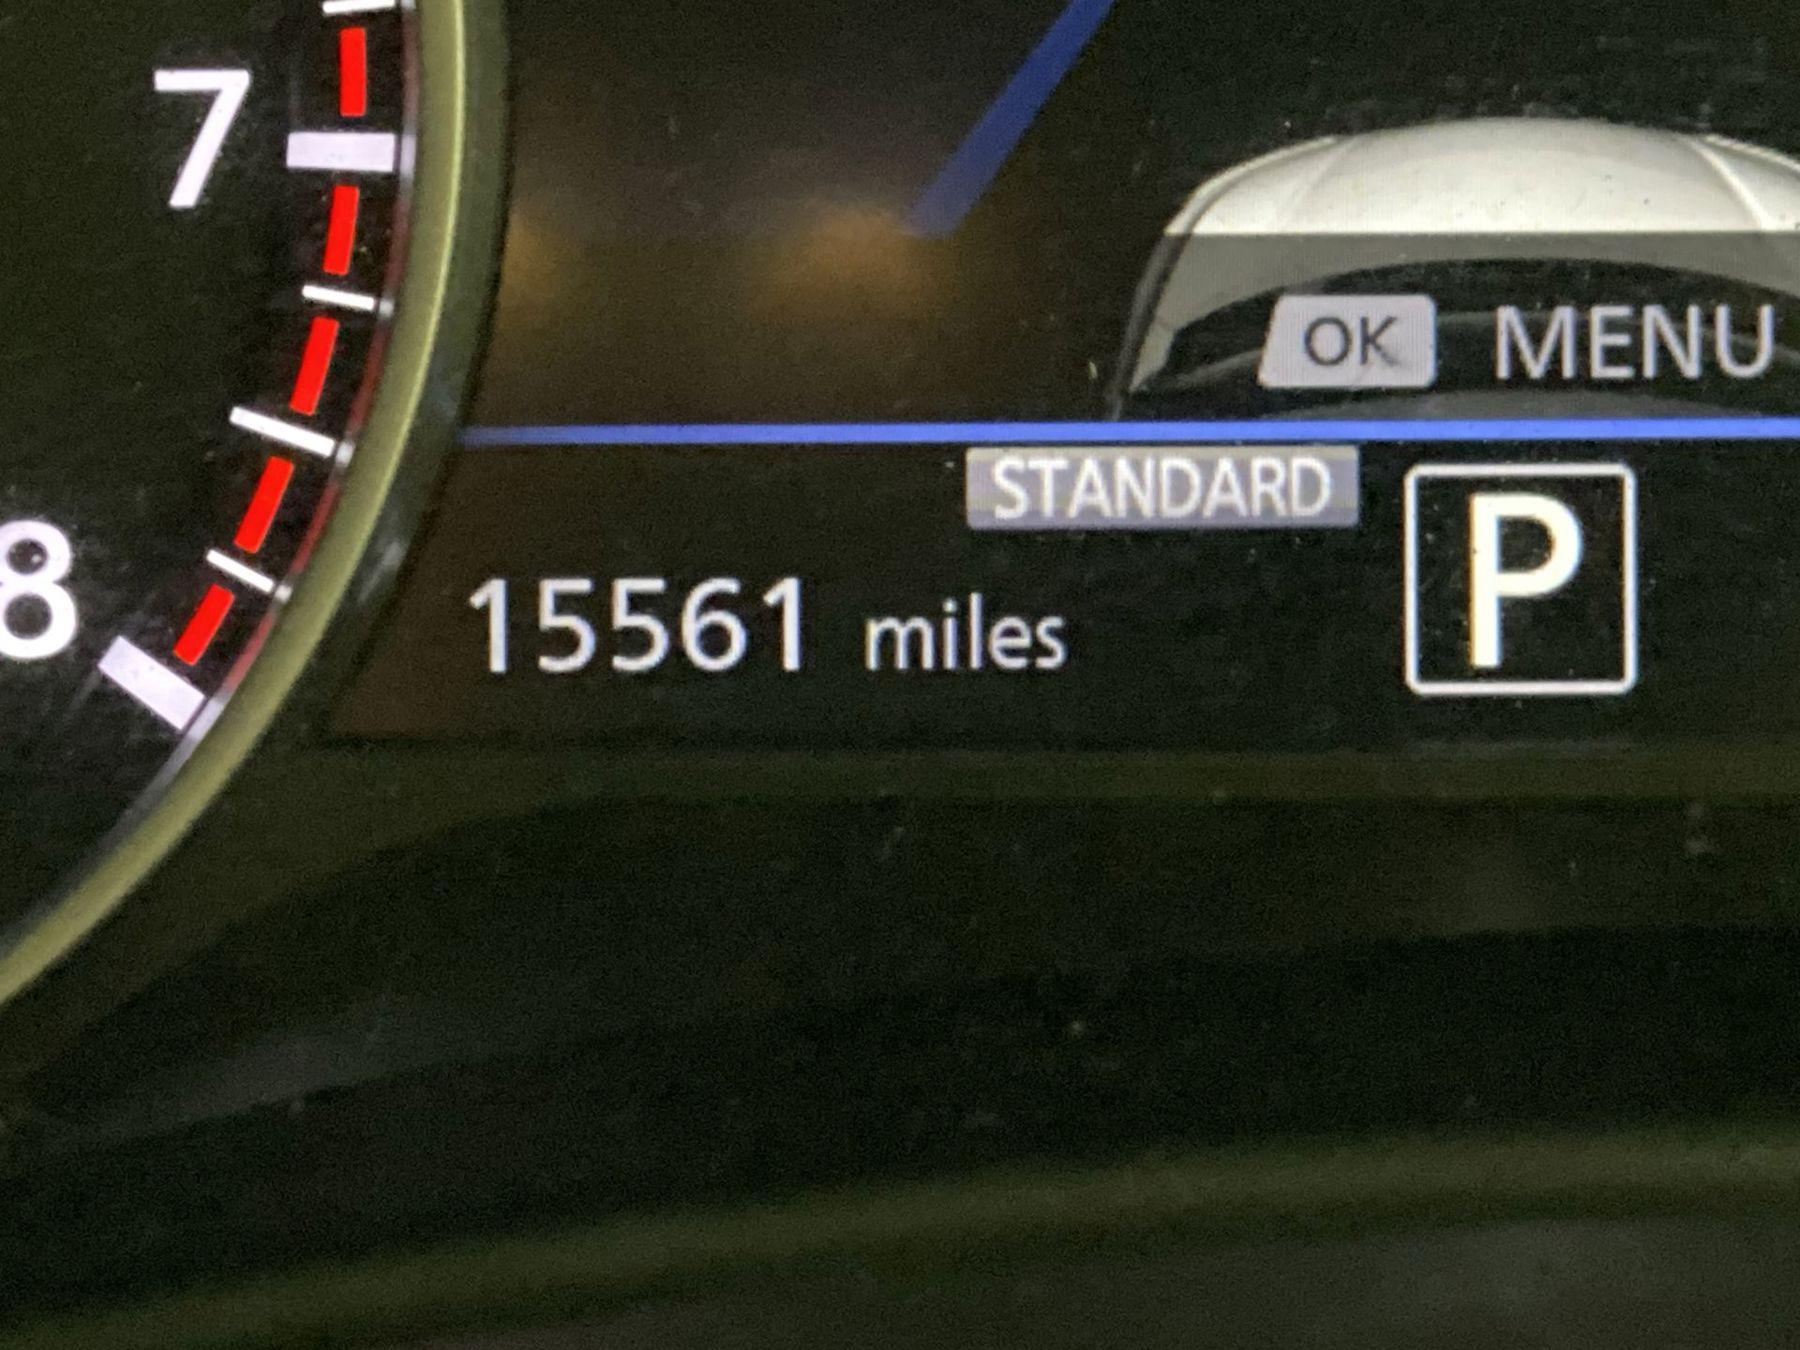 7
OK MENU
STANDARD
P
8
15561 miles